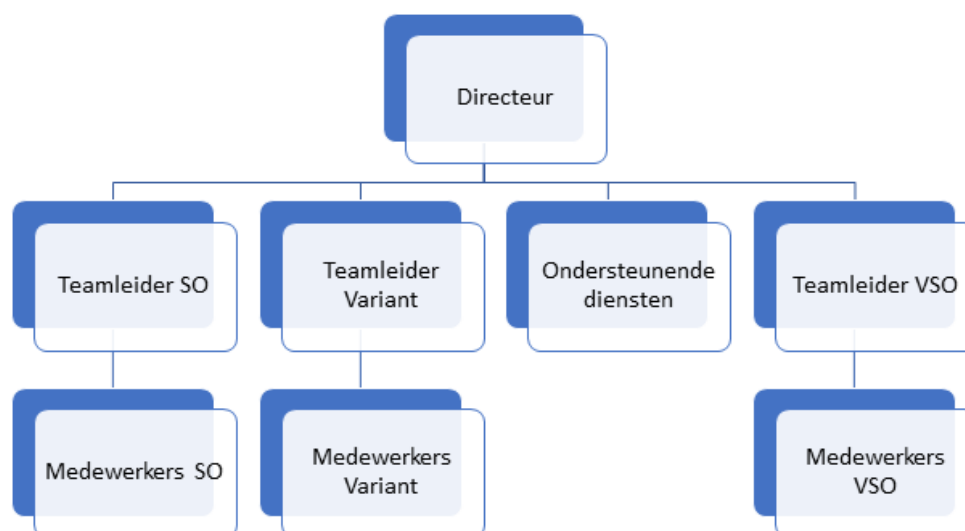 Directeur
Teamleider SO
Teamleider
Variant
Ondersteunende
diensten
Teamleider VSO
Medewerkers SO
Medewerkers
Variant
Medewerkers
VSO